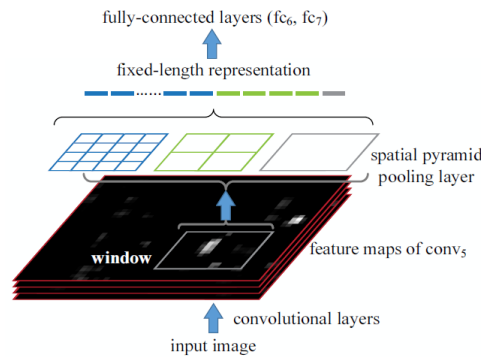 fully-connected layers (fc6, fc7)
fixed-length representation
......
spatial pyramid
pooling layer
window
feature maps of conv5
convolutional layers
input image